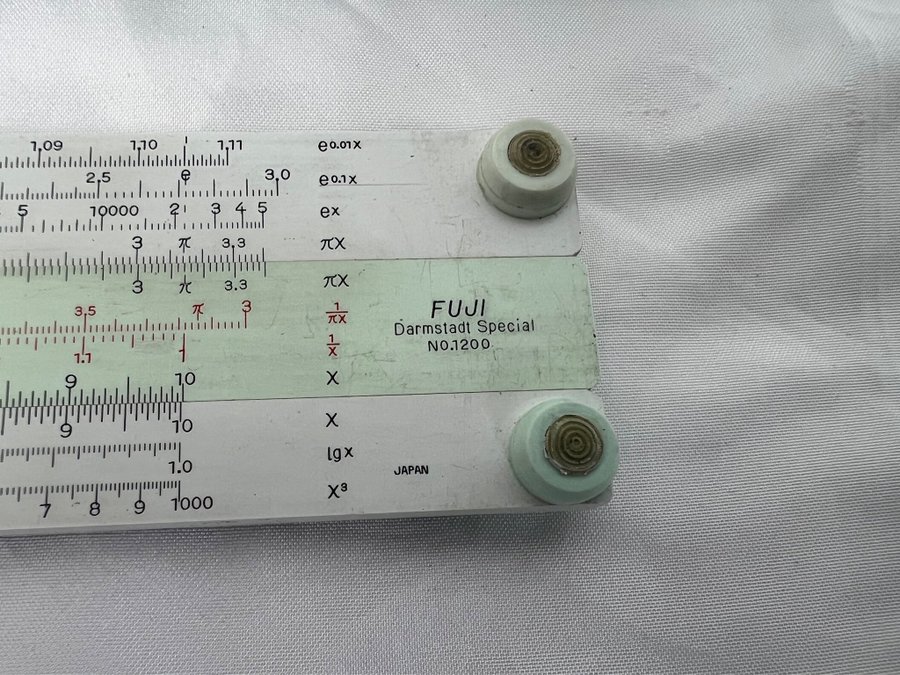 1.09 1.10 1.11 e0.01x
2.5 e 3.0 e0.1x
5 10000 2 3 4 5 ex
3 π 3.3 πx
3 π 3.3 πx
3.5 π 3 1/πx
1.1 1 1/x
9 10 x
FUJI
Darmstadt Special
NO.1200
9 10 x
1.0 lgx
JAPAN
7 8 9 1000 x³